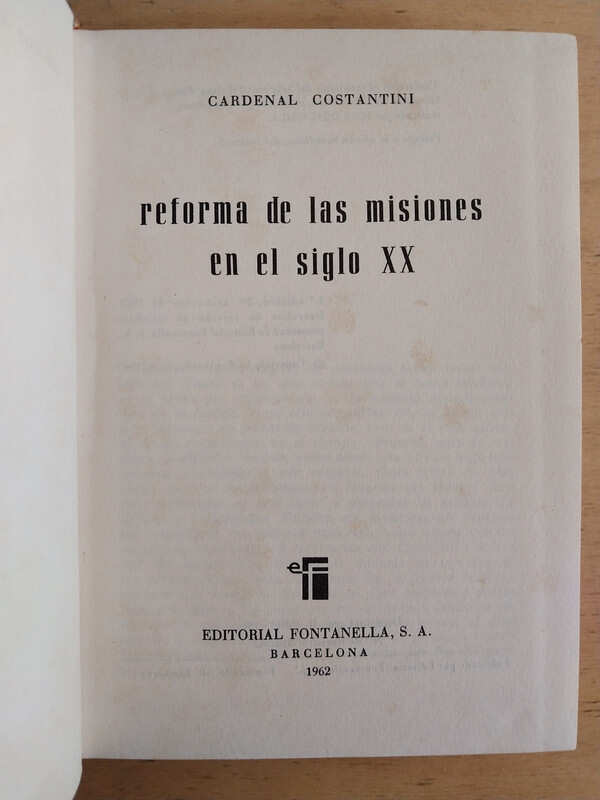 CARDENAL COSTANTINI
reforma de las misiones
en el siglo XX
EDITORIAL FONTANELLA, S. A.
BARCELONA
1962